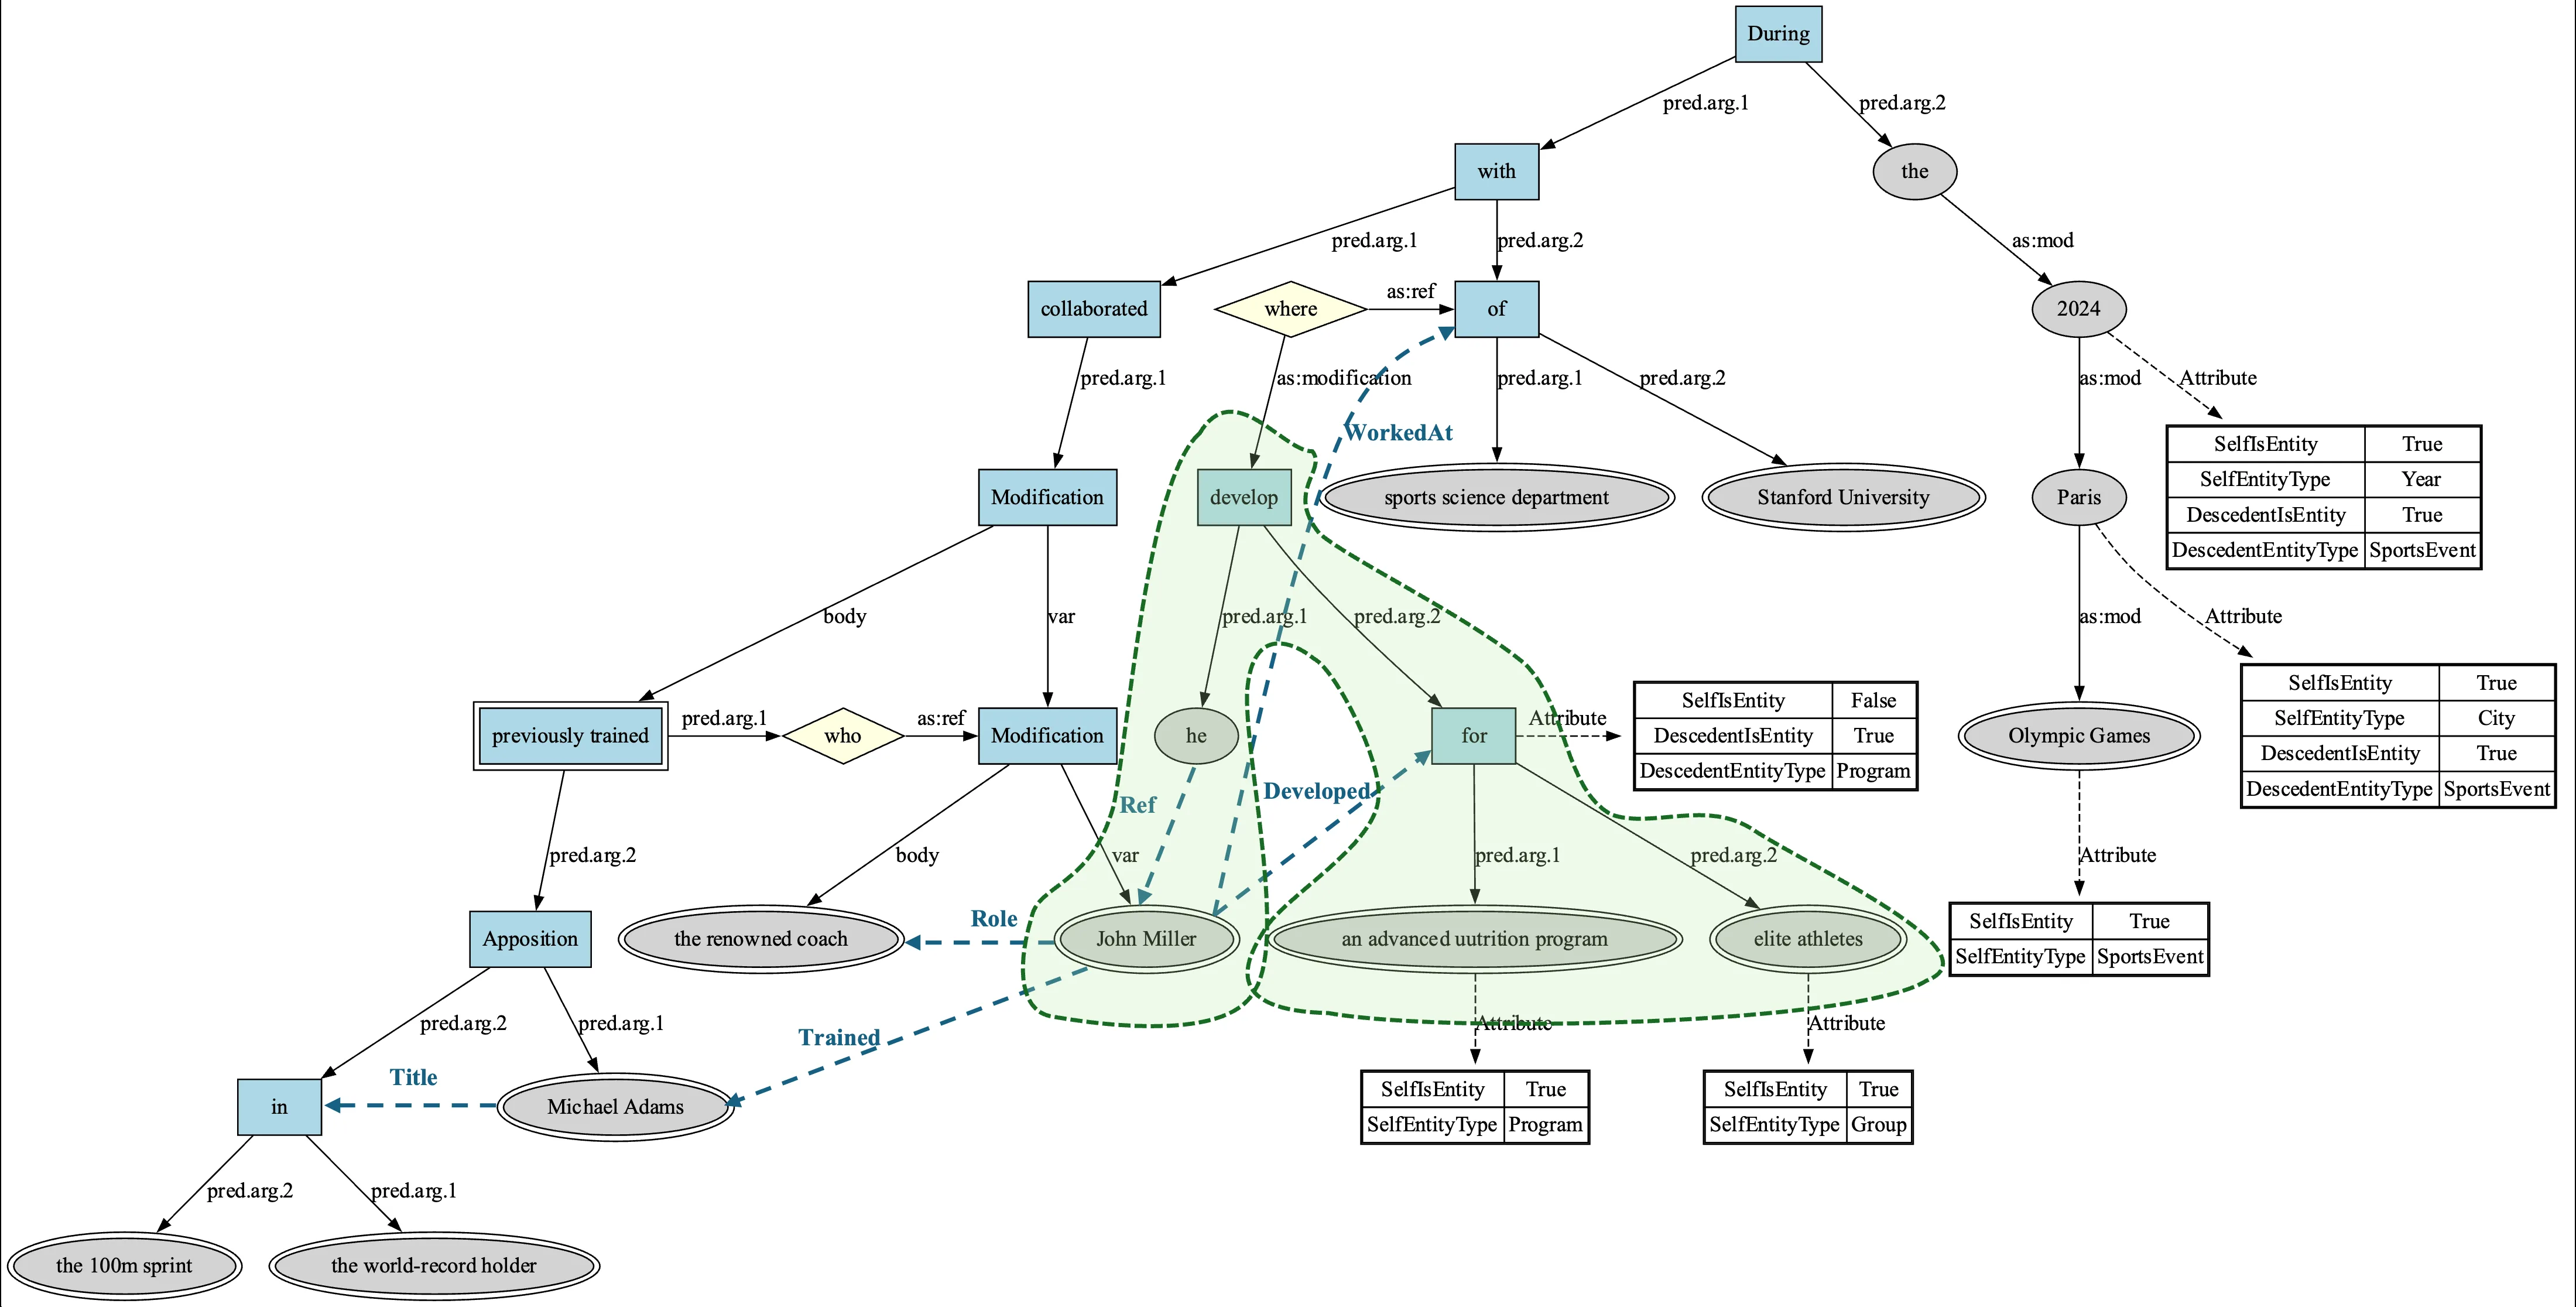 During
pred.arg.1
pred.arg.2
with
the
pred.arg.1
pred.arg.2
as:mod
collaborated
where
as:ref
of
2024
pred.arg.1
as:modification
pred.arg.1
pred.arg.2
as:mod
Attribute
WorkedAt
SelfIsEntity True
SelfEntityType Year
DescedentIsEntity True
DescedentEntityType SportsEvent
Modification
develop
sports science department
Stanford University
Paris
body
var
pred.arg.1
pred.arg.2
as:mod
Attribute
previously trained
pred.arg.1
who
as:ref
Modification
he
for
Attribute
SelfIsEntity False
DescedentIsEntity True
DescedentEntityType Program
Olympic Games
SelfIsEntity True
SelfEntityType City
DescedentIsEntity True
DescedentEntityType SportsEvent
Ref
Developed
pred.arg.2
body
var
pred.arg.1
pred.arg.2
Attribute
Apposition
the renowned coach
Role
John Miller
an advanced uutrition program
elite athletes
SelfIsEntity True
SelfEntityType SportsEvent
pred.arg.2
pred.arg.1
Trained
Attribute
Attribute
Title
in
Michael Adams
SelfIsEntity True
SelfEntityType Program
SelfIsEntity True
SelfEntityType Group
pred.arg.2
pred.arg.1
the 100m sprint
the world-record holder